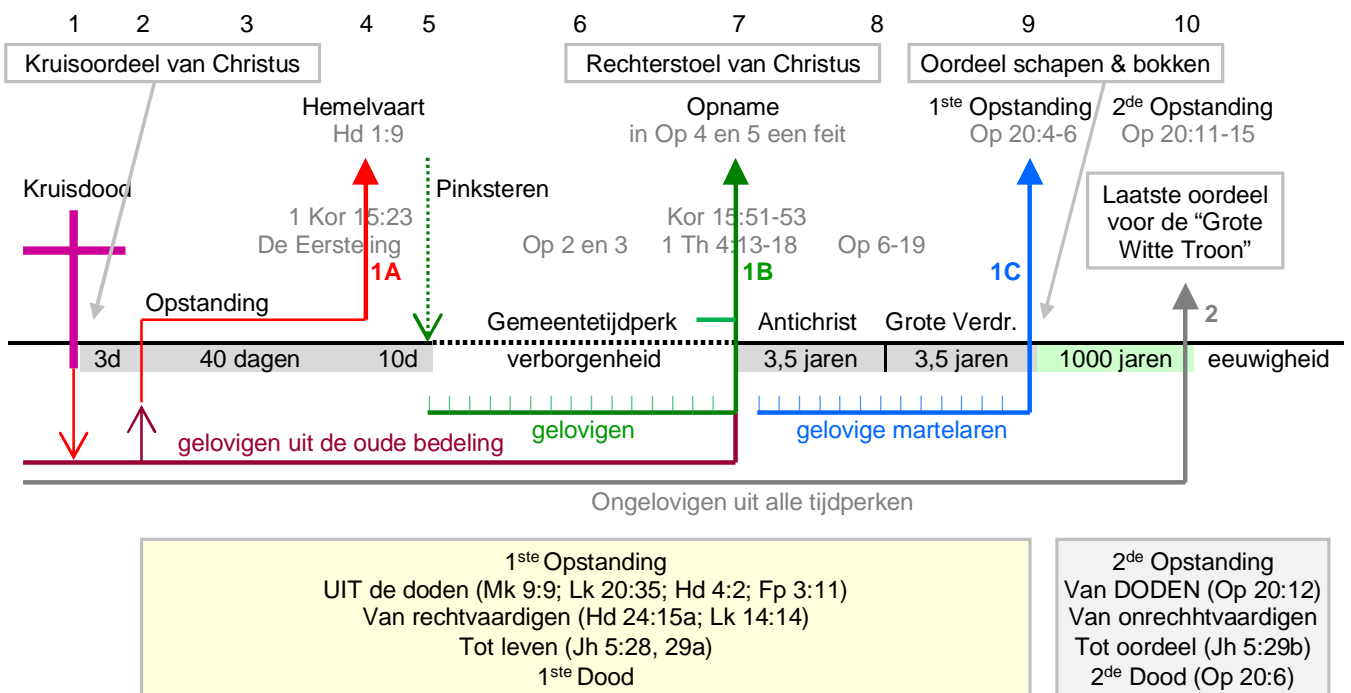 1 2 3 4 5 6 7 8 9 10
Kruisoordeel van Christus
Rechterstoel van Christus
Oordeel schapen & bokken
Hemelvaart
Hd 1:9
Opname
in Op 4 en 5 een feit
1ste Opstanding
Op 20:4-6
2de Opstanding
Op 20:11-15
Kruisdood
Pinksteren
Laatste oordeel
voor de “Grote
Witte Troon”
1 Kor 15:23
De Eersteling
Op 2 en 3
Kor 15:51-53
1 Th 4:13-18
Op 6-19
1A
1B
1C
2
Opstanding
Gemeentetijdperk
Antichrist
Grote Verdr.
3d
40 dagen
10d
verborgenheid
3,5 jaren
3,5 jaren
1000 jaren
eeuwigheid
gelovigen uit de oude bedeling
gelovigen
gelovige martelaren
Ongelovigen uit alle tijdperken
1ste Opstanding
UIT de doden (Mk 9:9; Lk 20:35; Hd 4:2; Fp 3:11)
Van rechtvaardigen (Hd 24:15a; Lk 14:14)
Tot leven (Jh 5:28, 29a)
1ste Dood
2de Opstanding
Van DODEN (Op 20:12)
Van onrechhtvaardigen
Tot oordeel (Jh 5:29b)
2de Dood (Op 20:6)